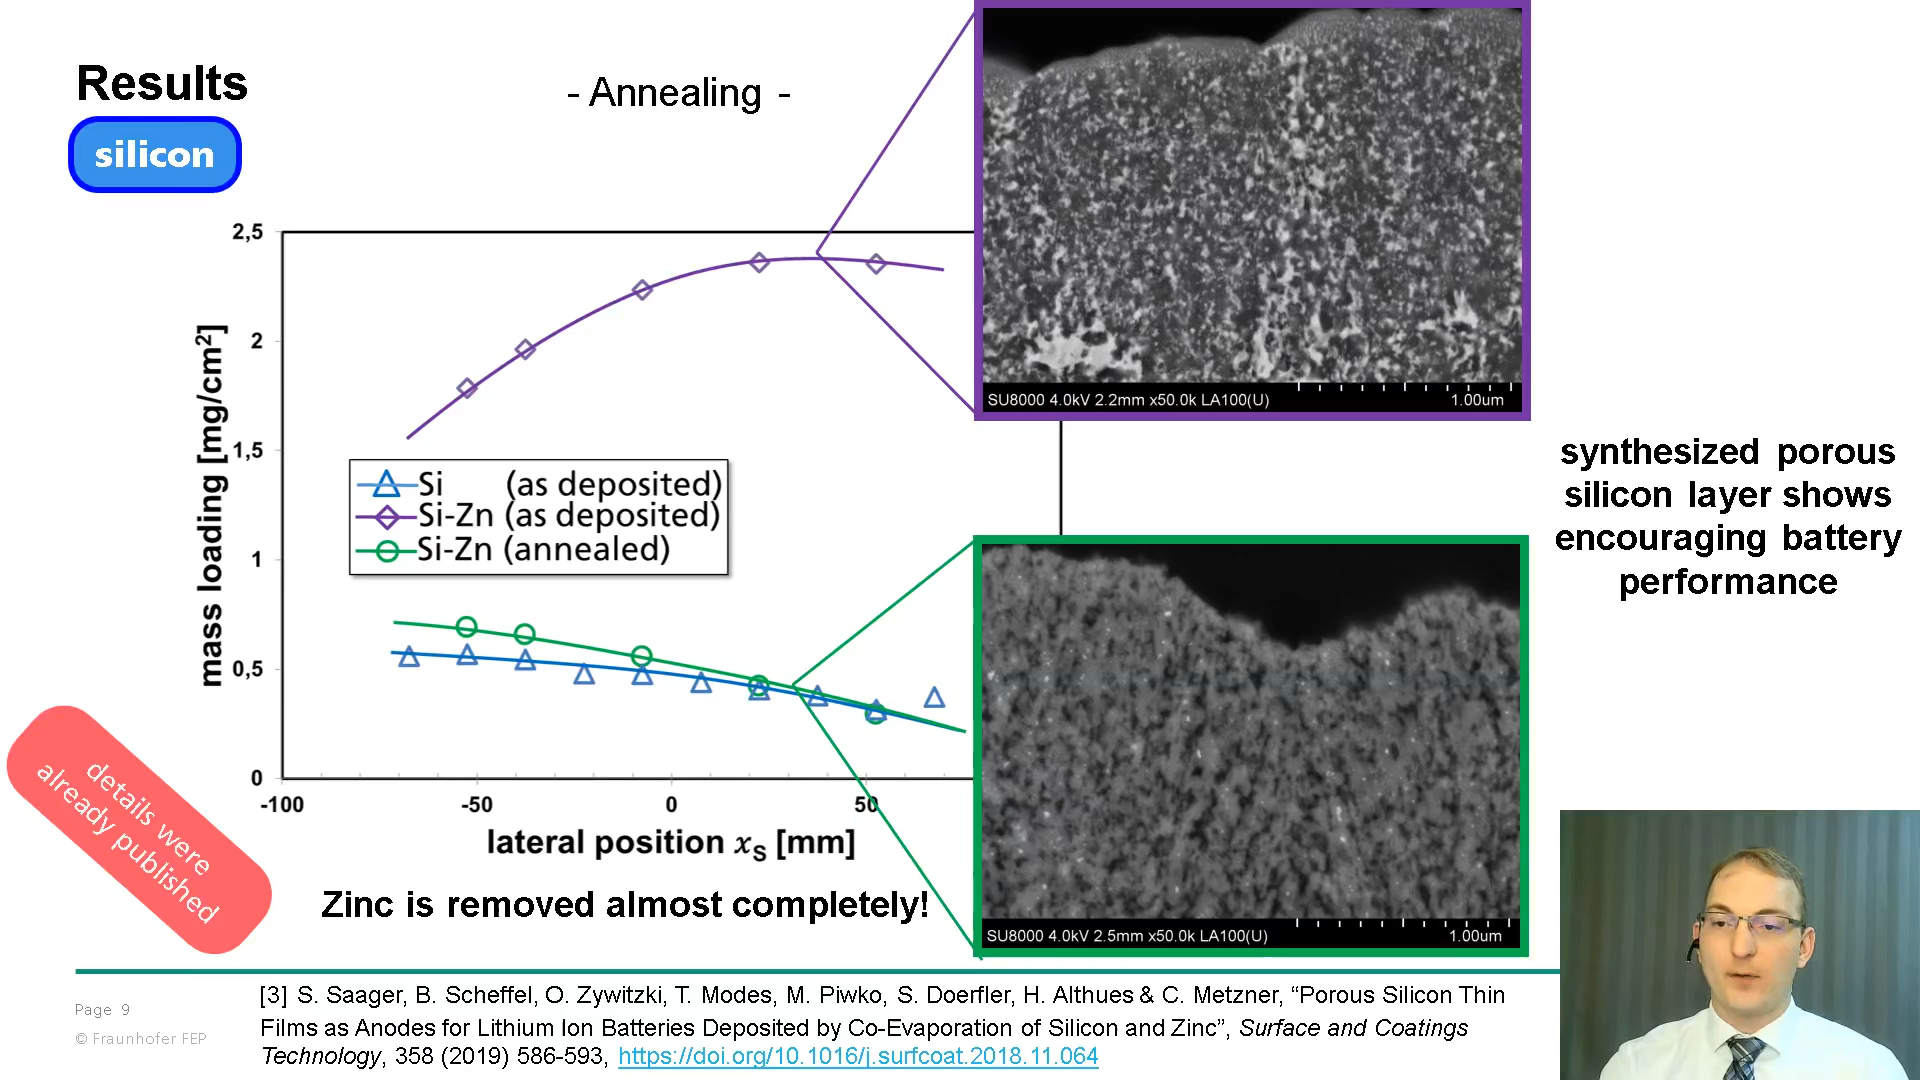 Results
- Annealing -
silicon
2,5
2
1,5
1
0,5
0
mass loading [mg/cm2]
Si (as deposited)
Si-Zn (as deposited)
Si-Zn (annealed)
-100
-50
0
50
lateral position xS [mm]
SU8000 4.0kV 2.2mm x50.0k LA100(U)
1.00um
SU8000 4.0kV 2.5mm x50.0k LA100(U)
1.00um
synthesized porous
silicon layer shows
encouraging battery
performance
details were
already published
Zinc is removed almost completely!
Page 9
© Fraunhofer FEP
[3] S. Saager, B. Scheffel, O. Zywitzki, T. Modes, M. Piwko, S. Doerfler, H. Althues & C. Metzner, “Porous Silicon Thin
Films as Anodes for Lithium Ion Batteries Deposited by Co-Evaporation of Silicon and Zinc”, Surface and Coatings
Technology, 358 (2019) 586-593, https://doi.org/10.1016/j.surfcoat.2018.11.064